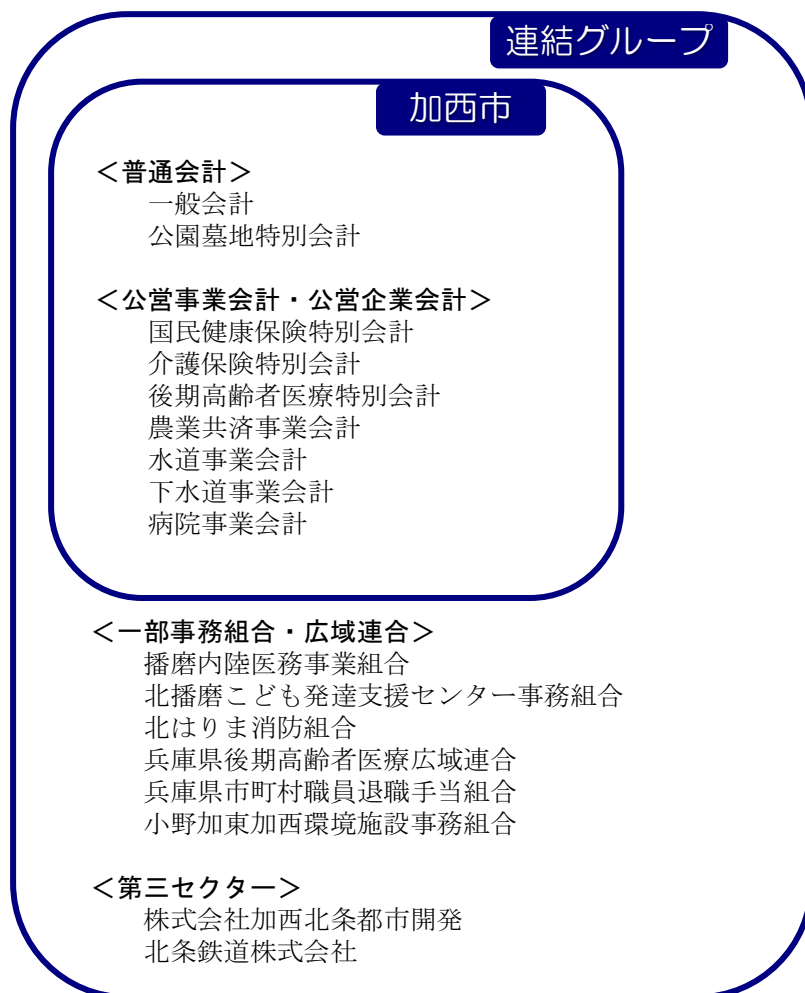 連結グループ
加西市
＜普通会計＞
一般会計
公園墓地特別会計
＜公営事業会計・公営企業会計＞
国民健康保険特別会計
介護保険特別会計
後期高齢者医療特別会計
農業共済事業会計
水道事業会計
下水道事業会計
病院事業会計
＜一部事務組合・広域連合＞
播磨内陸医務事業組合
北播磨こども発達支援センター事務組合
北はりま消防組合
兵庫県後期高齢者医療広域連合
兵庫県市町村職員退職手当組合
小野加東加西環境施設事務組合
＜第三セクター＞
株式会社加西北条都市開発
北条鉄道株式会社